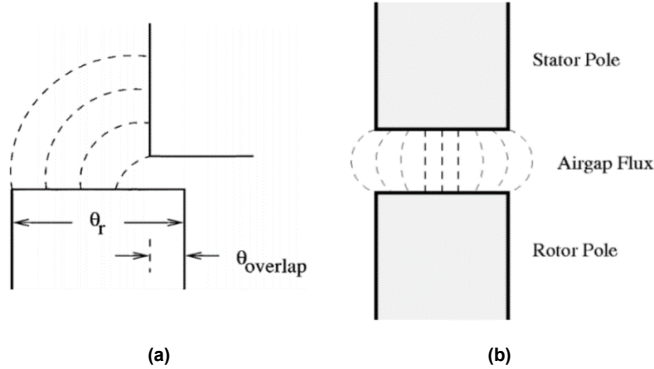 θr
θoverlap
(a)
Stator Pole
Airgap Flux
Rotor Pole
(b)